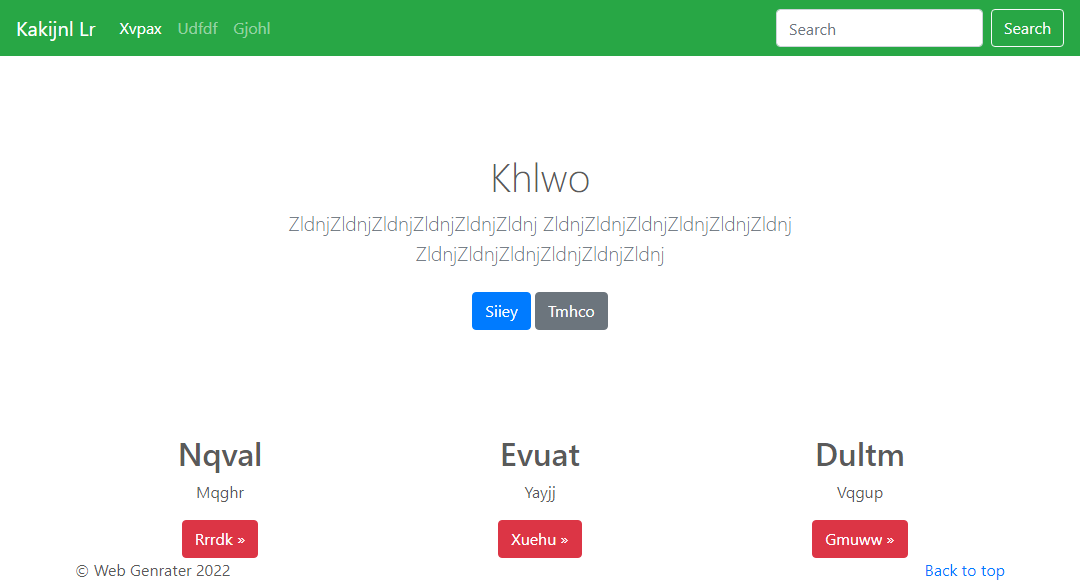 Kakijnl Lr Xvpax Udfdf Gjohl Search Search
Khlwo
ZldnjZldnjZldnjZldnjZldnjZldnj ZldnjZldnjZldnjZldnjZldnjZldnj
ZldnjZldnjZldnjZldnjZldnjZldnj
Siiey Tmhco
Nqval Evuat Dultm
Mqghr Yayjj Vqgup
Rrrdk » Xuehu » Gmuww »
© Web Genrater 2022 Back to top